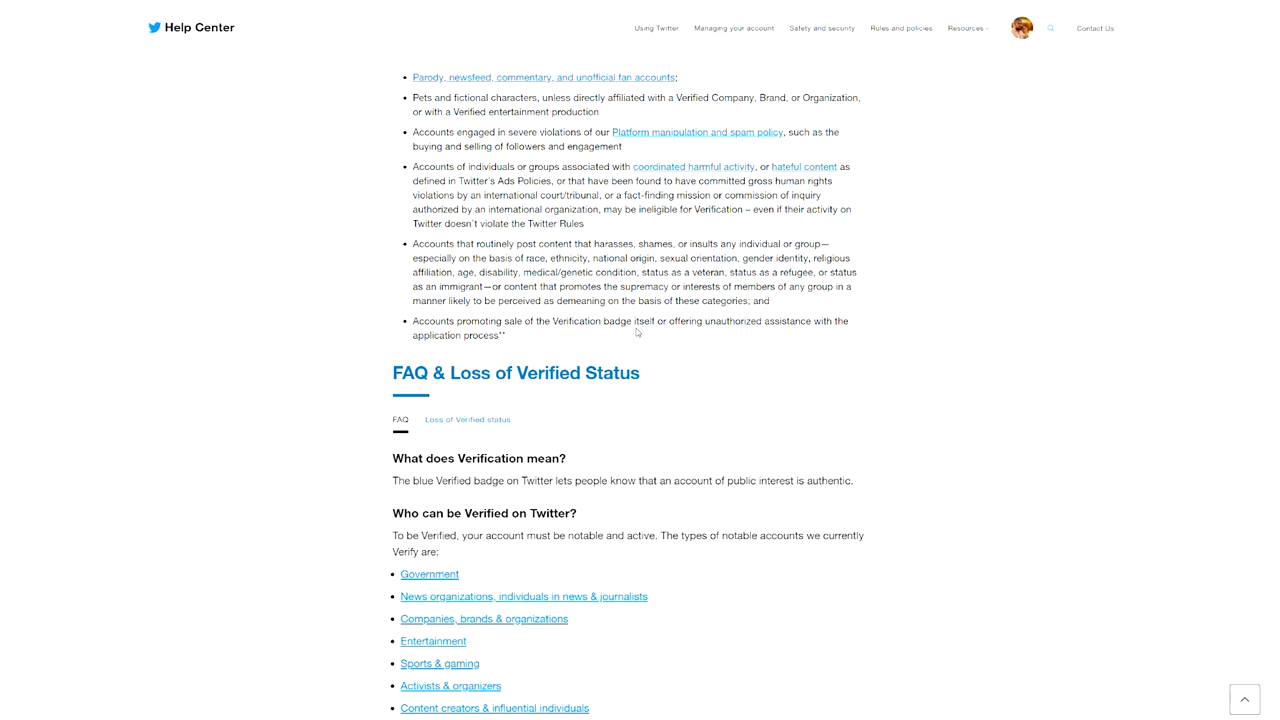 Help Center
Using Twitter Managing your account Safety and security Rules and policies Resources Contact Us
• Parody, newsfeed, commentary, and unofficial fan accounts;
• Pets and fictional characters, unless directly affiliated with a Verified Company, Brand, or Organization,
or with a Verified entertainment production
• Accounts engaged in severe violations of our Platform manipulation and spam policy, such as the
buying and selling of followers and engagement
• Accounts of individuals or groups associated with coordinated harmful activity, or hateful content as
defined in Twitter's Ads Policies, or that have been found to have committed gross human rights
violations by an international court/tribunal, or a fact-finding mission or commission of inquiry
authorized by an international organization, may be ineligible for Verification – even if their activity on
Twitter doesn't violate the Twitter Rules
• Accounts that routinely post content that harasses, shames, or insults any individual or group—
especially on the basis of race, ethnicity, national origin, sexual orientation, gender identity, religious
affiliation, age, disability, medical/genetic condition, status as a veteran, status as a refugee, or status
as an immigrant—or content that promotes the supremacy or interests of members of any group in a
manner likely to be perceived as demeaning on the basis of these categories; and
• Accounts promoting sale of the Verification badge itself or offering unauthorized assistance with the
application process**
FAQ & Loss of Verified Status
FAQ Loss of Verified status
What does Verification mean?
The blue Verified badge on Twitter lets people know that an account of public interest is authentic.
Who can be Verified on Twitter?
To be Verified, your account must be notable and active. The types of notable accounts we currently
Verify are:
• Government
• News organizations, individuals in news & journalists
• Companies, brands & organizations
• Entertainment
• Sports & gaming
• Activists & organizers
• Content creators & influential individuals